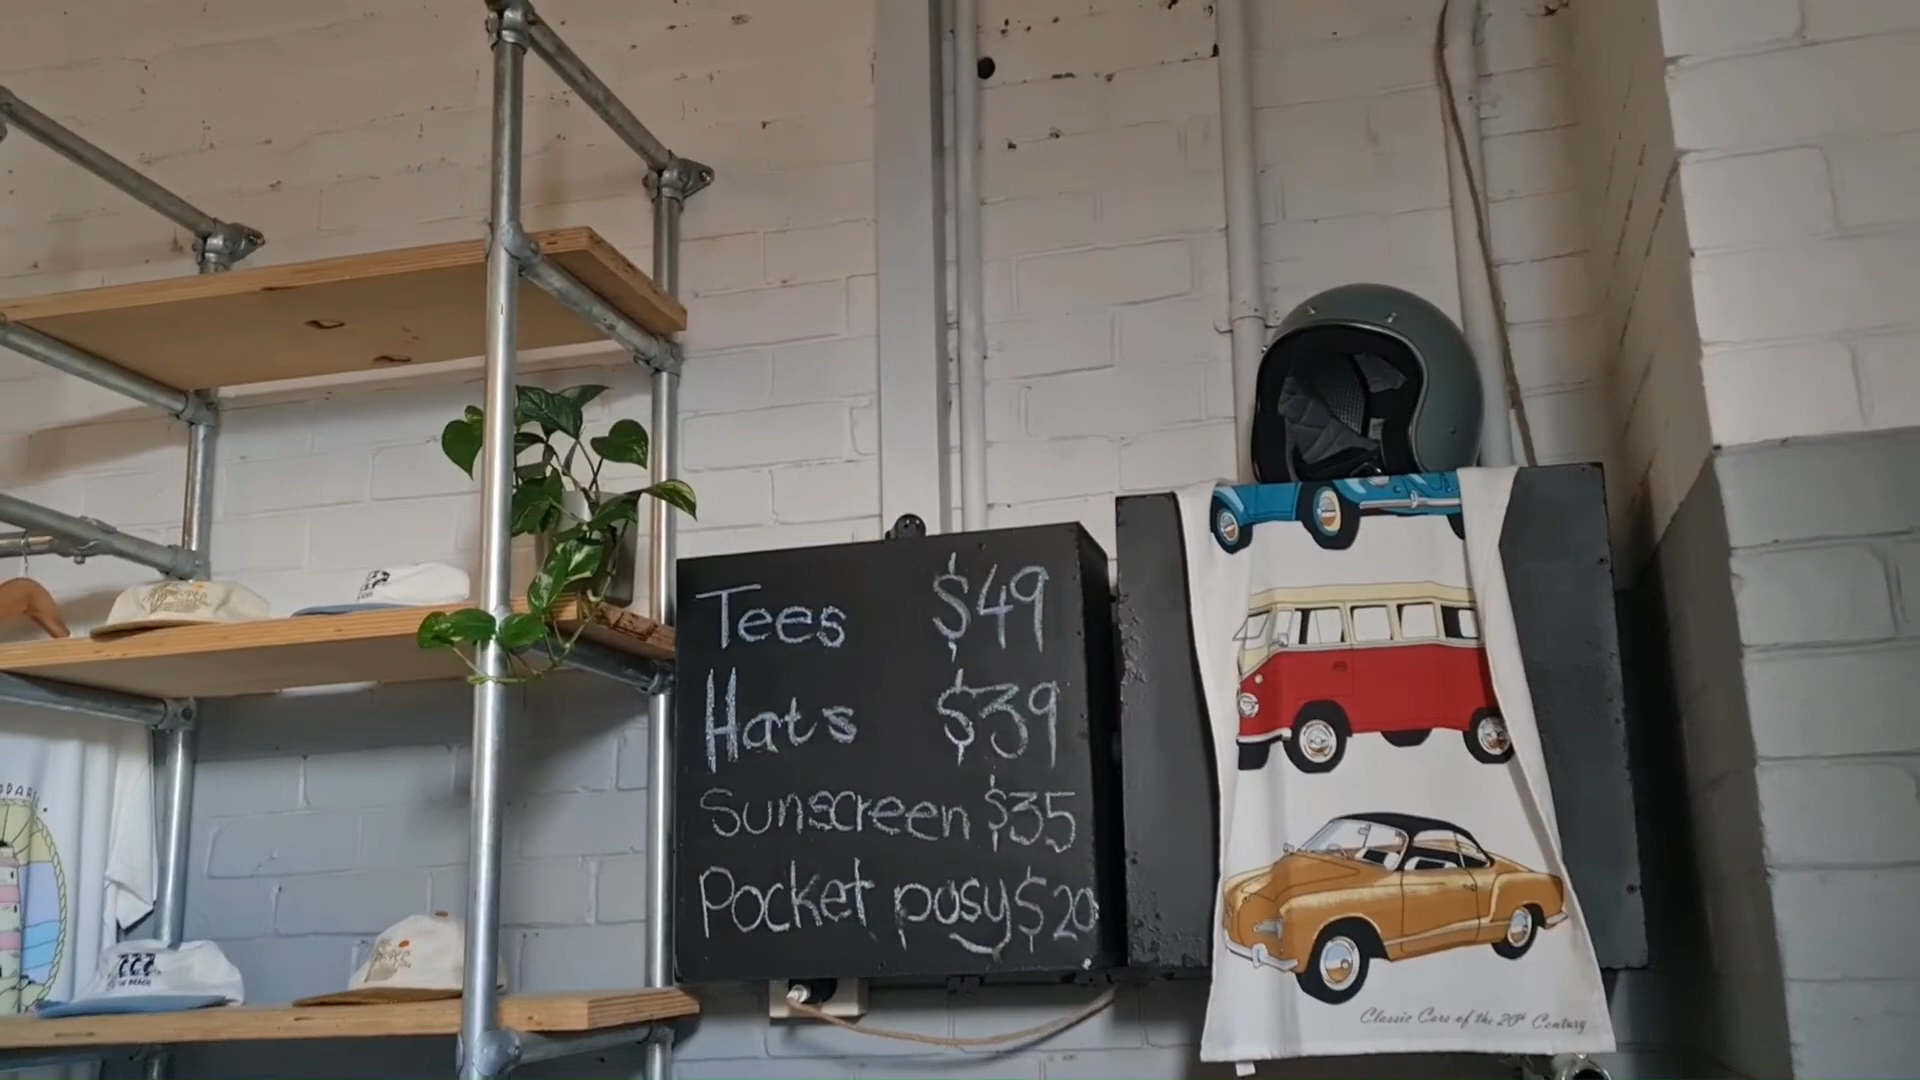 Tees $49
Hats $39
Sunscreen $35
Pocket posy $20
Classic Cars of the 20th Century